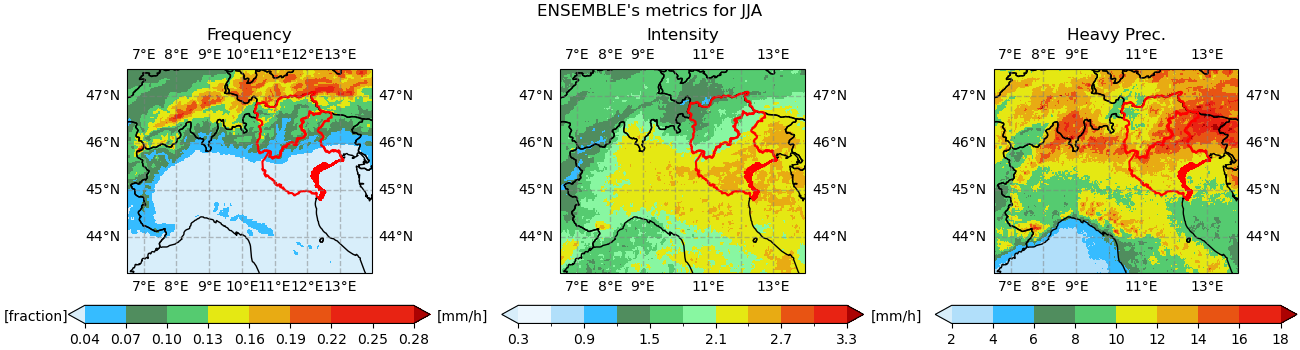 ENSEMBLE's metrics for JJA
Frequency
Intensity
Heavy Prec.
7°E 8°E 9°E 10°E 11°E 12°E 13°E
7°E 8°E 9°E 11°E 13°E
7°E 8°E 9°E 11°E 13°E
47°N 47°N 47°N 47°N
46°N 46°N 46°N 46°N
45°N 45°N 45°N 45°N
44°N 44°N 44°N 44°N
7°E 8°E 9°E 10°E 11°E 12°E 13°E
7°E 8°E 9°E 11°E 13°E
7°E 8°E 9°E 11°E 13°E
[fraction] [mm/h] [mm/h]
0.04 0.07 0.10 0.13 0.16 0.19 0.22 0.25 0.28
0.3 0.9 1.5 2.1 2.7 3.3
2 4 6 8 10 12 14 16 18